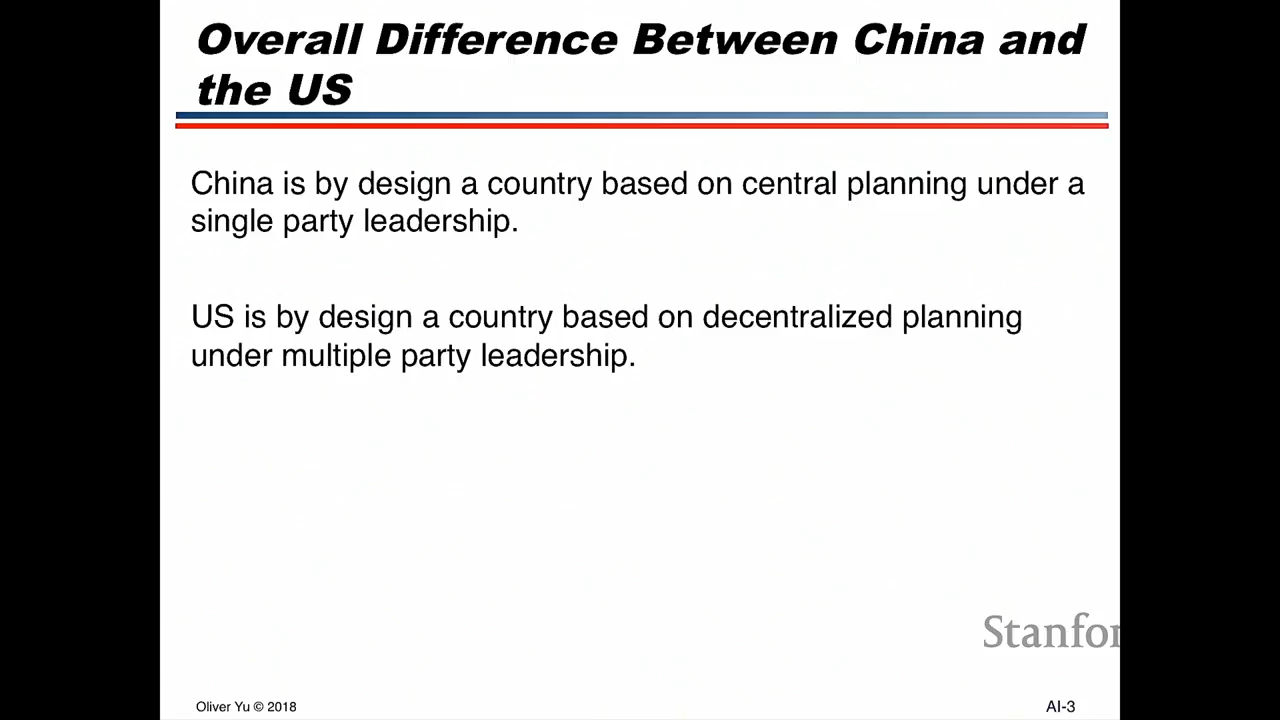 Overall Difference Between China and
the US
China is by design a country based on central planning under a
single party leadership.
US is by design a country based on decentralized planning
under multiple party leadership.
Stanfor
Oliver Yu © 2018
AI-3